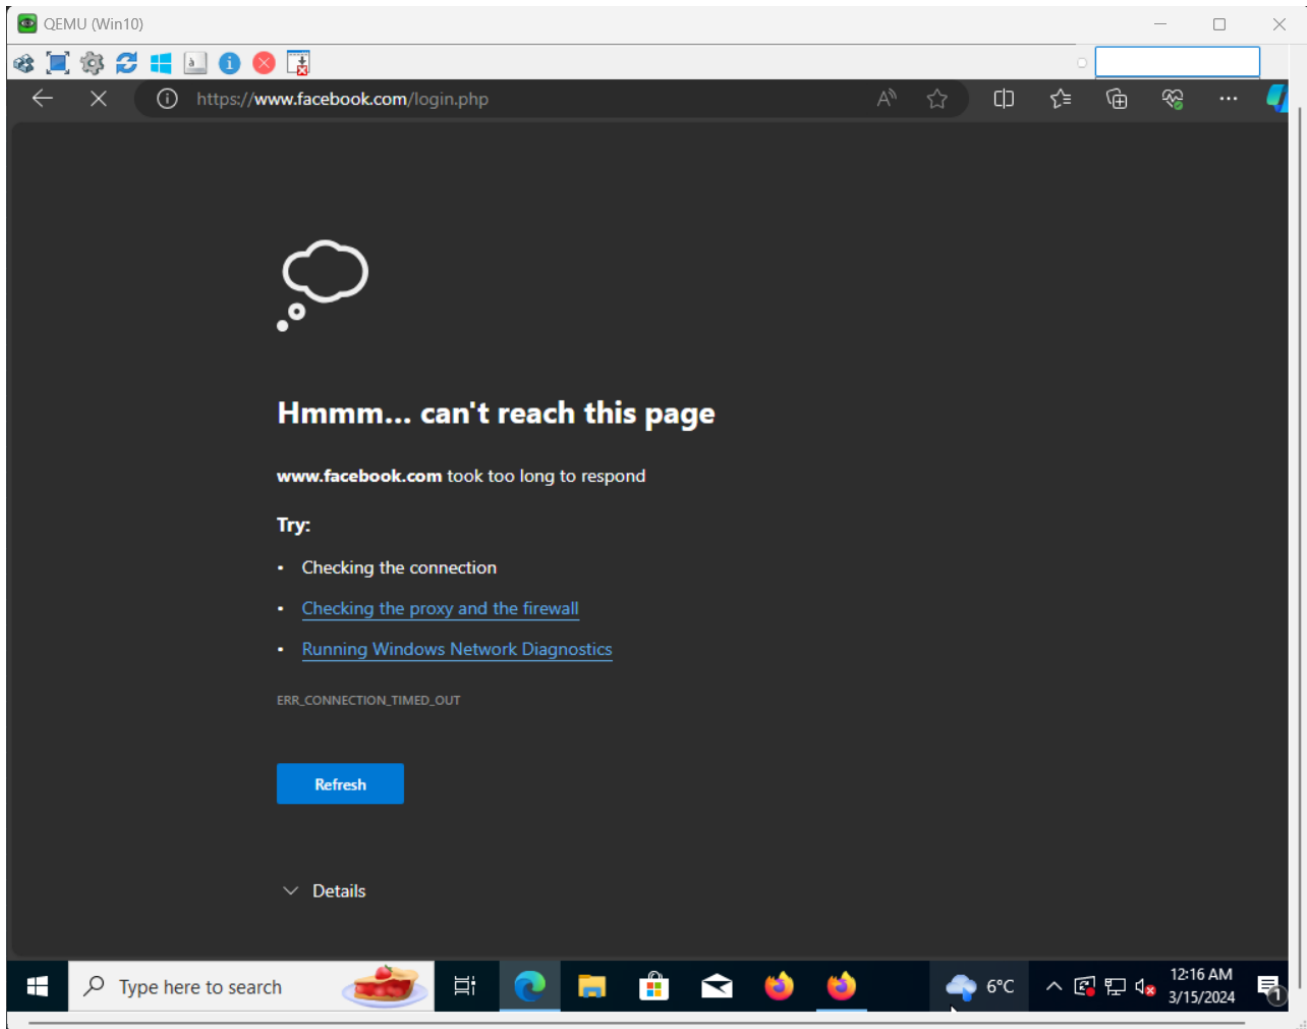 QEMU (Win10)
https://www.facebook.com/login.php
Hmmm... can't reach this page
www.facebook.com took too long to respond
Try:
• Checking the connection
• Checking the proxy and the firewall
• Running Windows Network Diagnostics
ERR_CONNECTION_TIMED_OUT
Refresh
Details
Type here to search
6°C
12:16 AM
3/15/2024
1